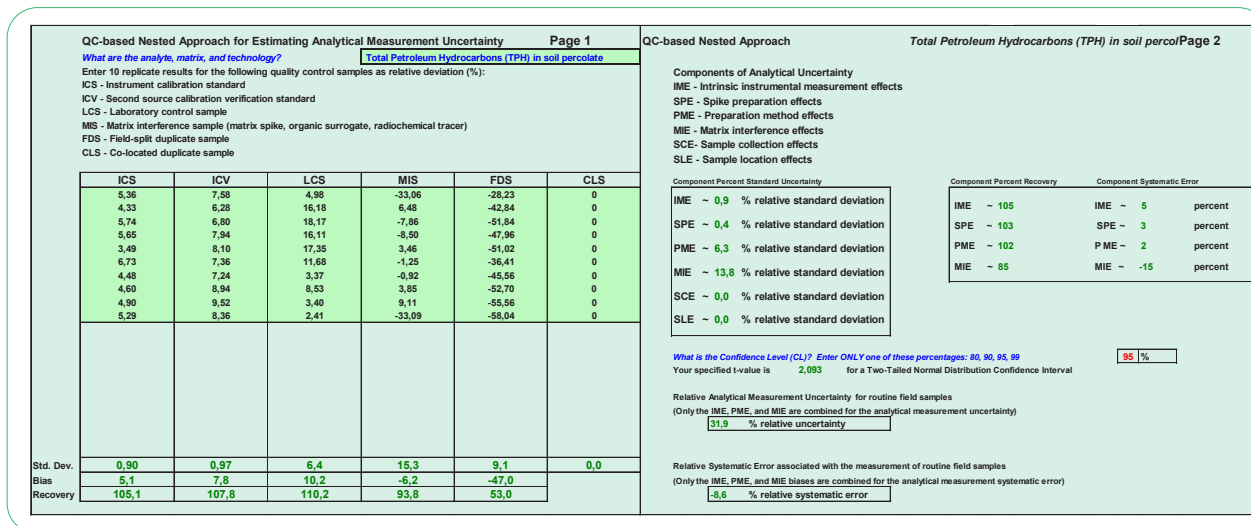 QC-based Nested Approach for Estimating Analytical Measurement Uncertainty Page 1
What are the analyte, matrix, and technology? Total Petroleum Hydrocarbons (TPH) in soil percolate
Enter 10 replicate results for the following quality control samples as relative deviation (%):
ICS - Instrument calibration standard
ICV - Second source calibration verification standard
LCS - Laboratory control sample
MIS - Matrix interference sample (matrix spike, organic surrogate, radiochemical tracer)
FDS - Field-split duplicate sample
CLS - Co-located duplicate sample
ICS ICV LCS MIS FDS CLS
5,36 7,58 4,98 -33,06 -28,23 0
4,33 6,28 16,18 6,48 -42,84 0
5,74 6,80 18,17 -7,86 -51,84 0
5,65 7,94 16,11 -8,50 -47,96 0
3,49 8,10 17,35 3,46 -51,02 0
6,73 7,36 11,68 -1,25 -36,41 0
4,48 7,24 3,37 -0,92 -45,56 0
4,60 8,94 8,53 3,85 -52,70 0
4,90 9,52 3,40 9,11 -55,56 0
5,29 8,36 2,41 -33,09 -58,04 0
Std. Dev. 0,90 0,97 6,4 15,3 9,1 0,0
Bias 5,1 7,8 10,2 -6,2 -47,0
Recovery 105,1 107,8 110,2 93,8 53,0
QC-based Nested Approach Total Petroleum Hydrocarbons (TPH) in soil percol Page 2
Components of Analytical Uncertainty
IME - Intrinsic instrumental measurement effects
SPE - Spike preparation effects
PME - Preparation method effects
MIE - Matrix interference effects
SCE- Sample collection effects
SLE - Sample location effects
Component Percent Standard Uncertainty
IME ~ 0,9 % relative standard deviation
SPE ~ 0,4 % relative standard deviation
PME ~ 6,3 % relative standard deviation
MIE ~ 13,8 % relative standard deviation
SCE ~ 0,0 % relative standard deviation
SLE ~ 0,0 % relative standard deviation
Component Percent Recovery Component Systematic Error
IME ~ 105 IME ~ 5 percent
SPE ~ 103 SPE ~ 3 percent
PME ~ 102 P ME ~ 2 percent
MIE ~ 85 MIE ~ -15 percent
What is the Confidence Level (CL)? Enter ONLY one of these percentages: 80, 90, 95, 99 95 %
Your specified t-value is 2,093 for a Two-Tailed Normal Distribution Confidence Interval
Relative Analytical Measurement Uncertainty for routine field samples
(Only the IME, PME, and MIE are combined for the analytical measurement uncertainty)
31,9 % relative uncertainty
Relative Systematic Error associated with the measurement of routine field samples
(Only the IME, PME, and MIE biases are combined for the analytical measurement systematic error)
-8,6 % relative systematic error